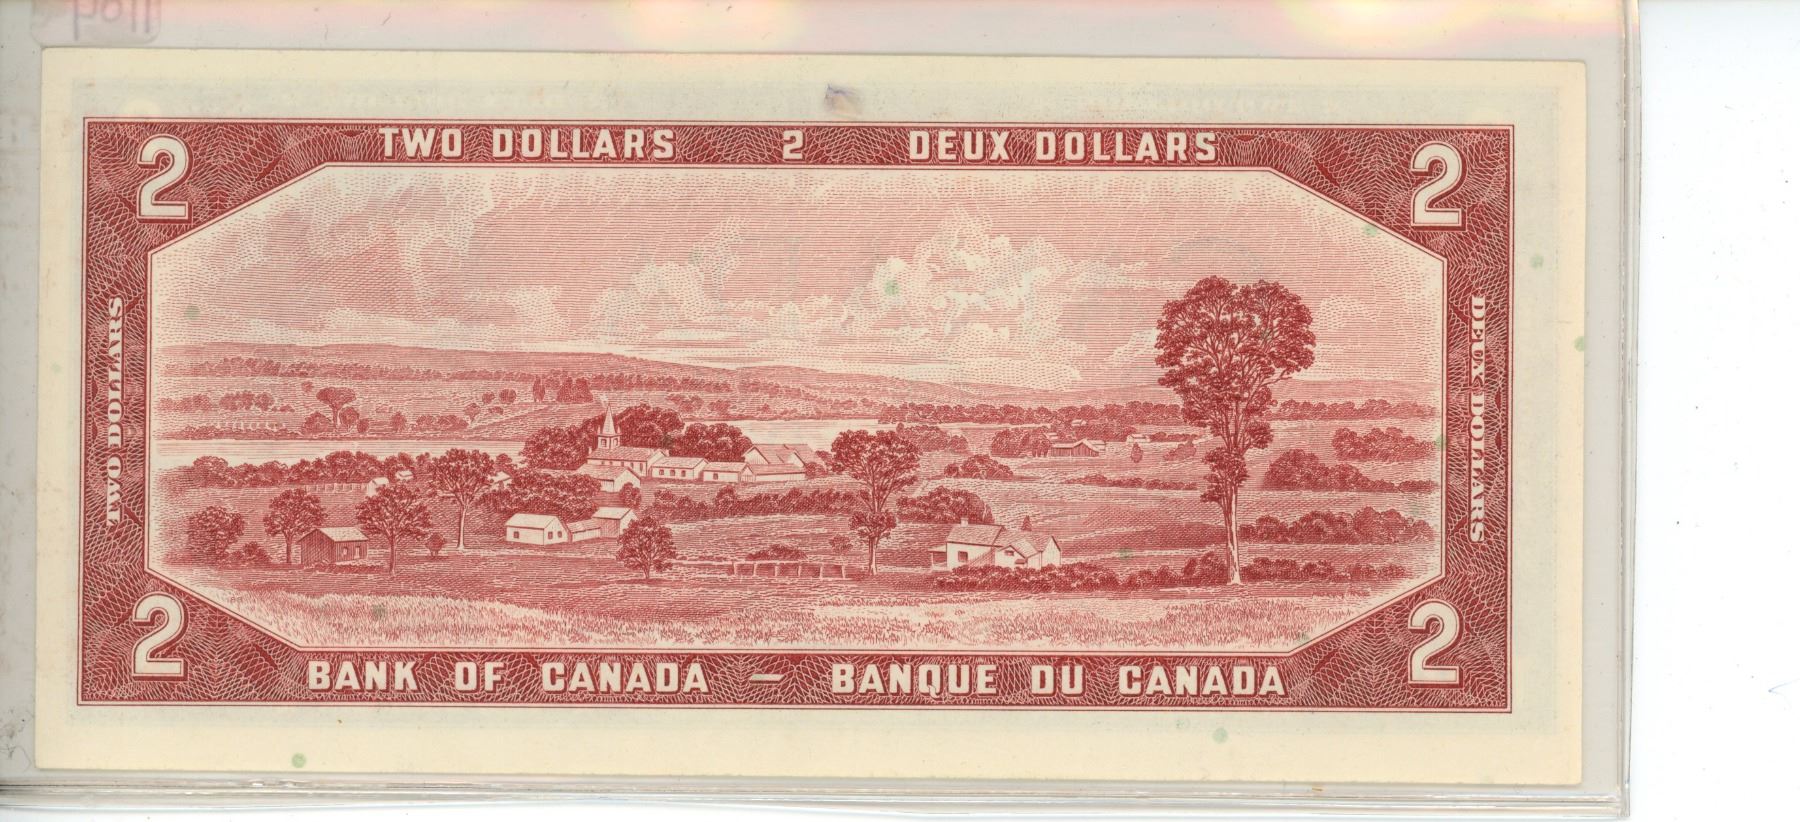 TWO DOLLARS 2 DEUX DOLLARS
2 2
TWO DOLLARS
DEUX DOLLARS
2 2
BANK OF CANADA — BANQUE DU CANADA